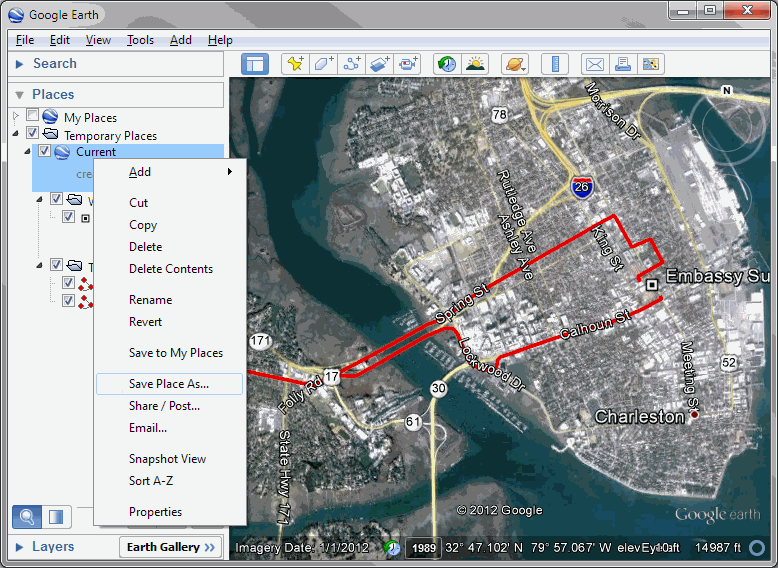 Google Earth
File Edit View Tools Add Help
Search
Places
My Places
Temporary Places
Current
crea
Add
Cut
Copy
Delete
Delete Contents
Rename
Revert
Save to My Places
Save Place As...
Share / Post...
Email...
Snapshot View
Sort A-Z
Properties
Layers
Earth Gallery >>
N
Morrison Dr
78
26
Rutledge Ave
Ashley Ave
King St
Embassy Su
Spring St
Calhoun St
171
Lockwood Dr
Meeting St
52
17
Folly Rd
30
61
Charleston
State Hwy 171
© 2012 Google
Google earth
Imagery Date: 1/1/2012 1989 32° 47.102' N 79° 57.067' W elev 14987 ft